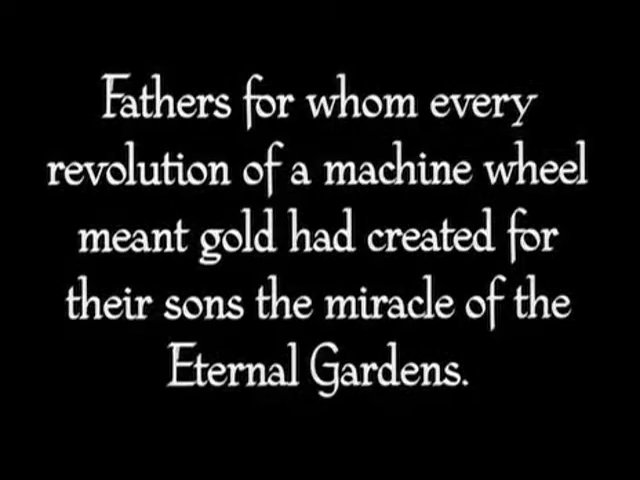 Fathers for whom every
revolution of a machine wheel
meant gold had created for
their sons the miracle of the
Eternal Gardens.